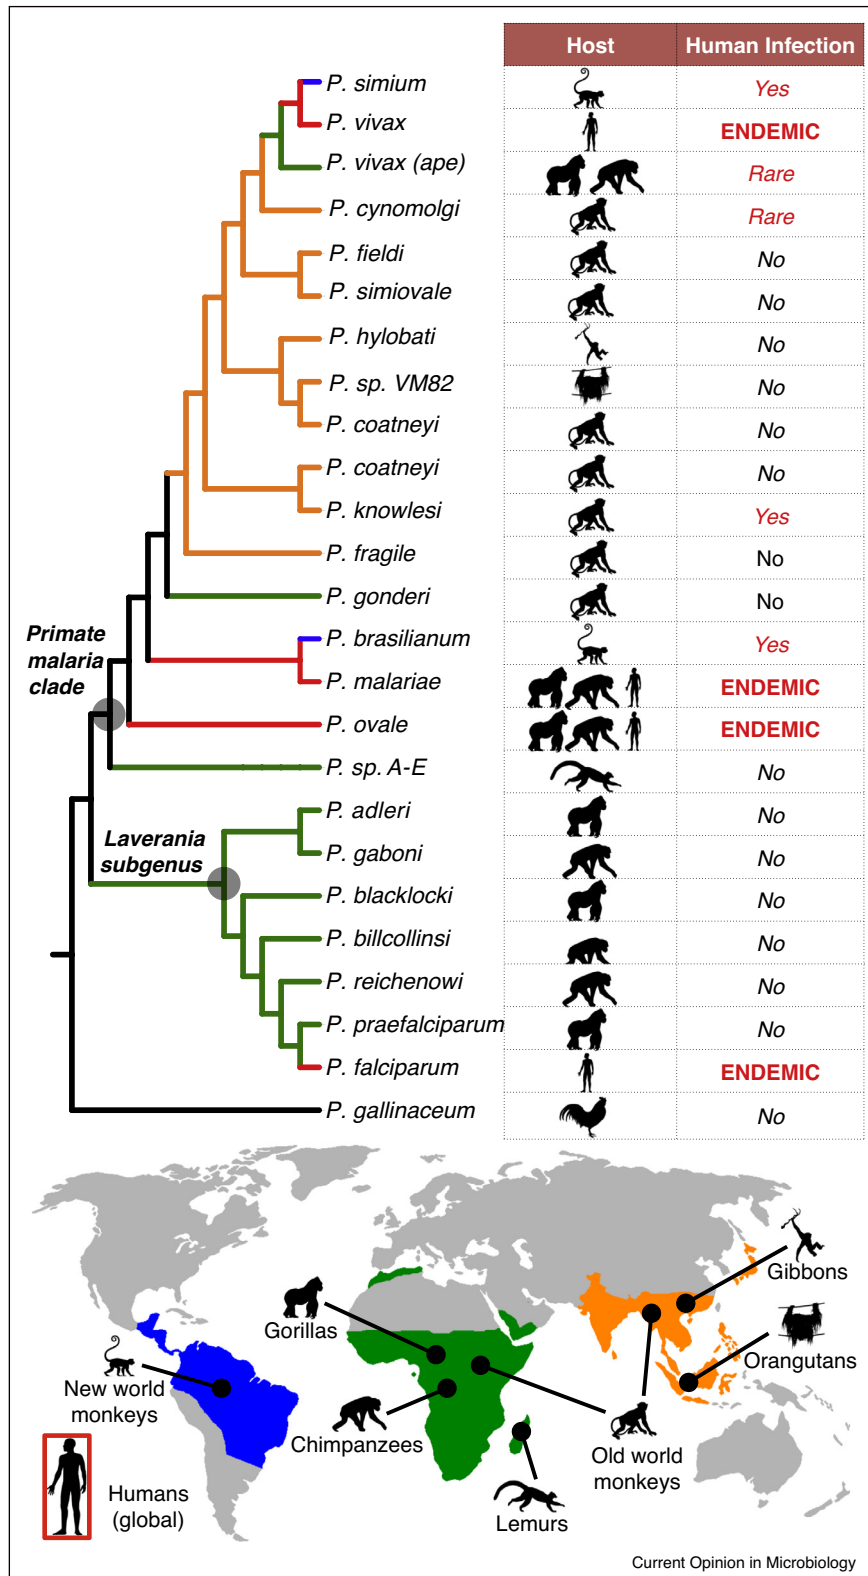 Host Human Infection
P. simium Yes
P. vivax ENDEMIC
P. vivax (ape) Rare
P. cynomolgi Rare
P. fieldi No
P. simiovale No
P. hylobati No
P. sp. VM82 No
P. coatneyi No
P. coatneyi No
P. knowlesi Yes
P. fragile No
P. gonderi No
Primate
malaria
clade
P. brasilianum Yes
P. malariae ENDEMIC
P. ovale ENDEMIC
P. sp. A-E No
Laverania
subgenus
P. adleri No
P. gaboni No
P. blacklocki No
P. billcollinsi No
P. reichenowi No
P. praefalciparum No
P. falciparum ENDEMIC
P. gallinaceum No
Gibbons
Gorillas
Orangutans
New world
monkeys
Chimpanzees
Old world
monkeys
Lemurs
Humans
(global)
Current Opinion in Microbiology